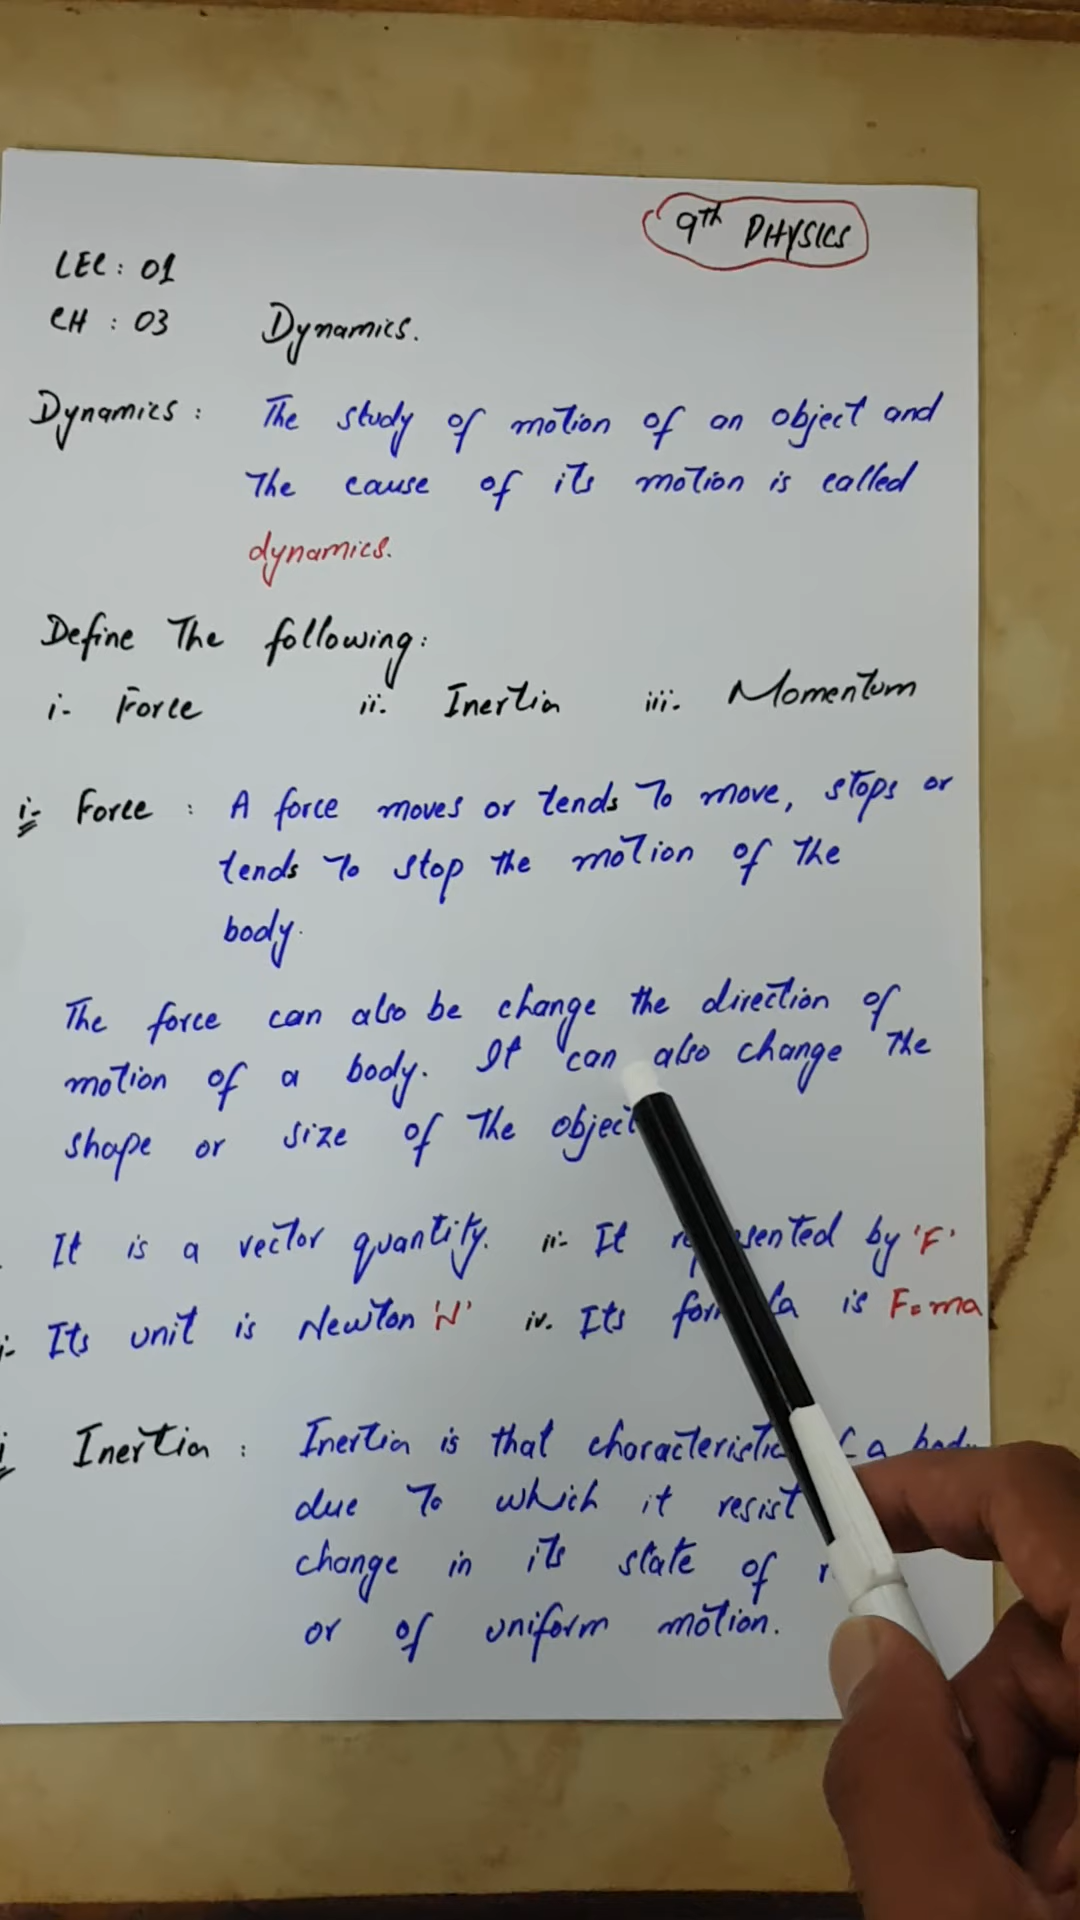 9th PHYSICS
LEC : 01
CH : 03 Dynamics.
Dynamics : The study of motion of an object and
The cause of its motion is called
dynamics.
Define The following :
i- Force ii- Inertia iii- Momentum
i- Force : A force moves or tends To move, stops or
tends To stop the motion of the
body.
The force can also be change the direction of
motion of a body. It can also change the
shape or size of the object
It is a vector quantity. ii- It by 'F'
Its unit is Newton 'N' iv. Its is F=ma
Inertia : Inertia is that a
due To which it resist
change in its state of
or of uniform motion.